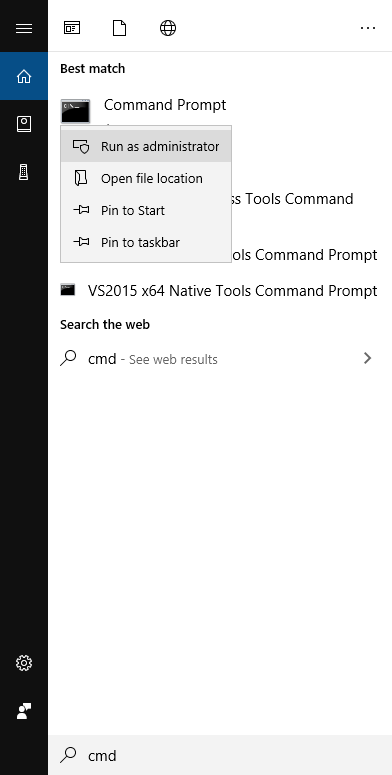 Best match
Command Prompt
Run as administrator
Open file location
ss Tools Command
Pin to Start
Pin to taskbar
ols Command Prompt
VS2015 x64 Native Tools Command Prompt
Search the web
cmd - See web results
cmd